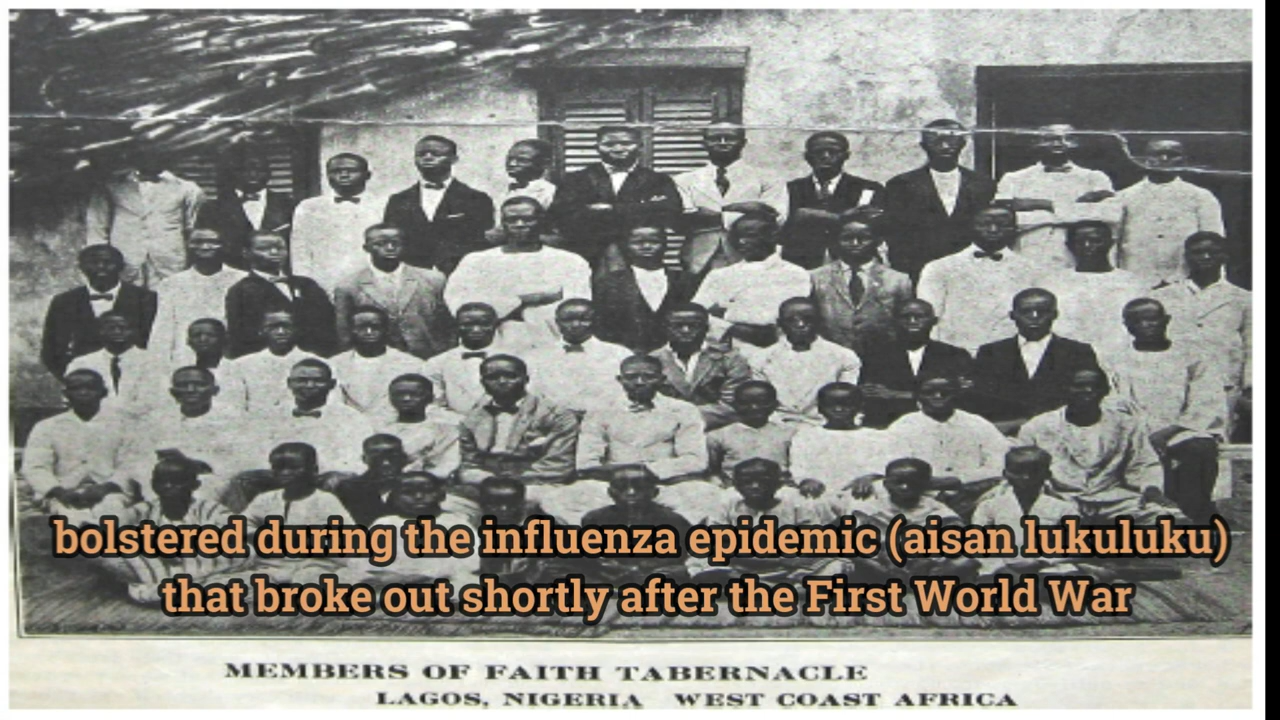 bolstered during the influenza epidemic (aisan lukuluku)
that broke out shortly after the First World War
MEMBERS OF FAITH TABERNACLE
LAGOS, NIGERIA WEST COAST AFRICA